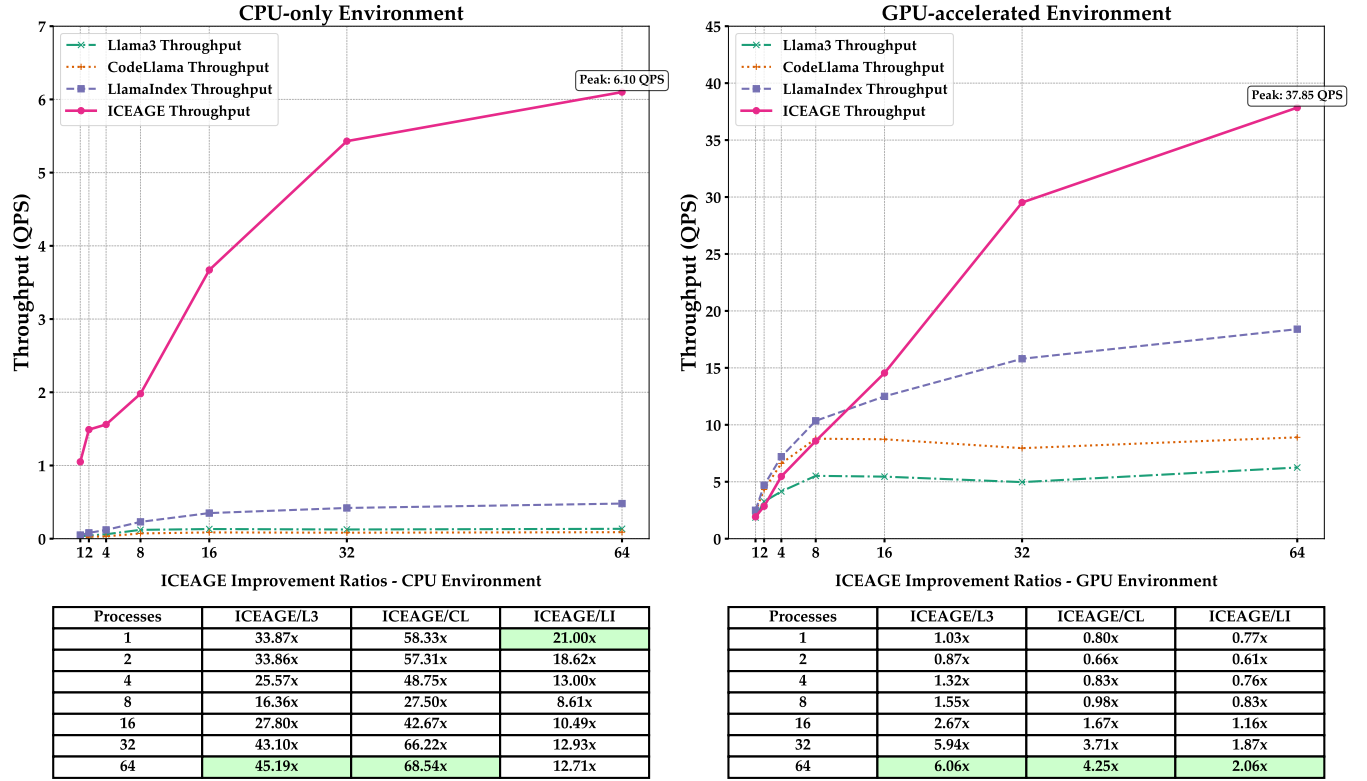 CPU-only Environment
7
6
5
4
3
2
1
0
Throughput (QPS)
Llama3 Throughput
CodeLlama Throughput
LlamaIndex Throughput
ICEAGE Throughput
Peak: 6.10 QPS
1 2 4 8 16 32 64
GPU-accelerated Environment
45
40
35
30
25
20
15
10
5
0
Throughput (QPS)
Llama3 Throughput
CodeLlama Throughput
LlamaIndex Throughput
ICEAGE Throughput
Peak: 37.85 QPS
1 2 4 8 16 32 64
ICEAGE Improvement Ratios - CPU Environment
Processes ICEAGE/L3 ICEAGE/CL ICEAGE/LI
1 33.87x 58.33x 21.00x
2 33.86x 57.31x 18.62x
4 25.57x 48.75x 13.00x
8 16.36x 27.50x 8.61x
16 27.80x 42.67x 10.49x
32 43.10x 66.22x 12.93x
64 45.19x 68.54x 12.71x
ICEAGE Improvement Ratios - GPU Environment
Processes ICEAGE/L3 ICEAGE/CL ICEAGE/LI
1 1.03x 0.80x 0.77x
2 0.87x 0.66x 0.61x
4 1.32x 0.83x 0.76x
8 1.55x 0.98x 0.83x
16 2.67x 1.67x 1.16x
32 5.94x 3.71x 1.87x
64 6.06x 4.25x 2.06x